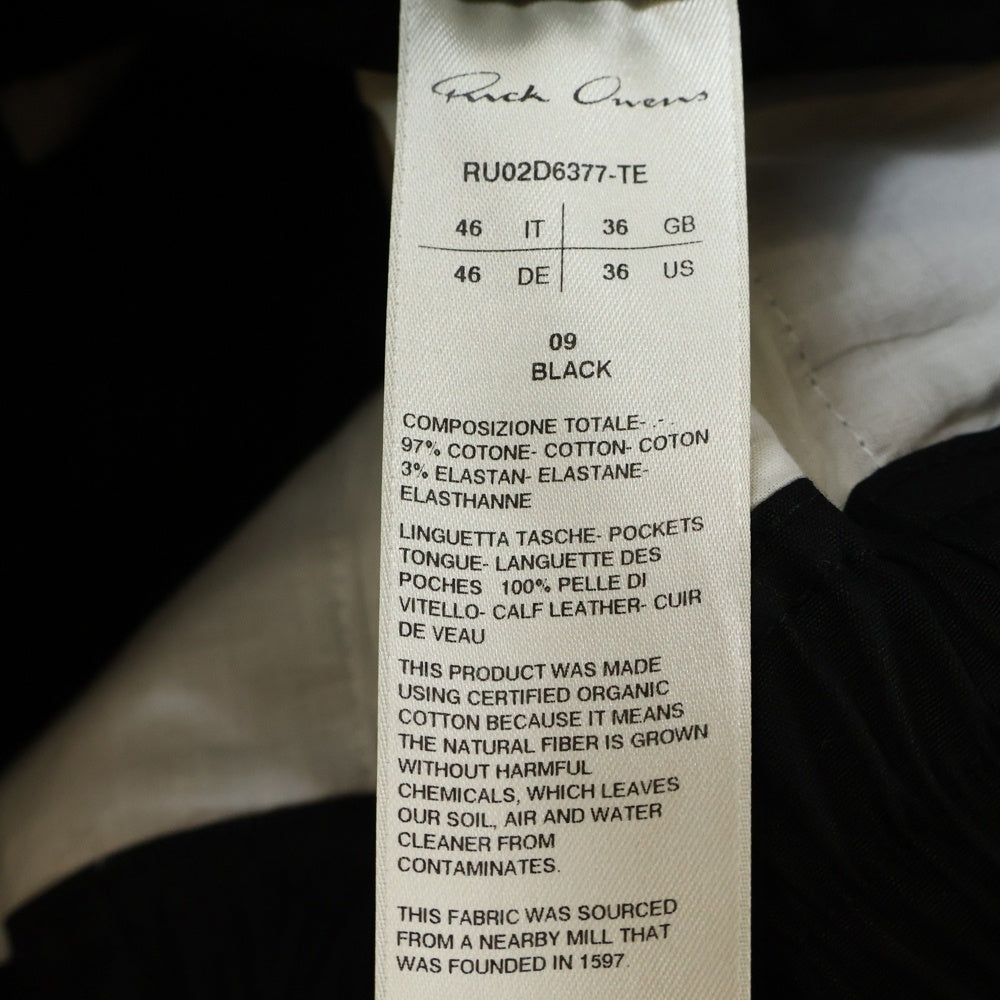 Rick Owens
RU02D6377-TE
46 IT 36 GB
46 DE 36 US
09
BLACK
COMPOSIZIONE TOTALE- .-
97% COTONE- COTTON- COTON
3% ELASTAN- ELASTANE-
ELASTHANNE
LINGUETTA TASCHE- POCKETS
TONGUE- LANGUETTE DES
POCHES 100% PELLE DI
VITELLO- CALF LEATHER- CUIR
DE VEAU
THIS PRODUCT WAS MADE
USING CERTIFIED ORGANIC
COTTON BECAUSE IT MEANS
THE NATURAL FIBER IS GROWN
WITHOUT HARMFUL
CHEMICALS, WHICH LEAVES
OUR SOIL, AIR AND WATER
CLEANER FROM
CONTAMINATES.
THIS FABRIC WAS SOURCED
FROM A NEARBY MILL THAT
WAS FOUNDED IN 1597.